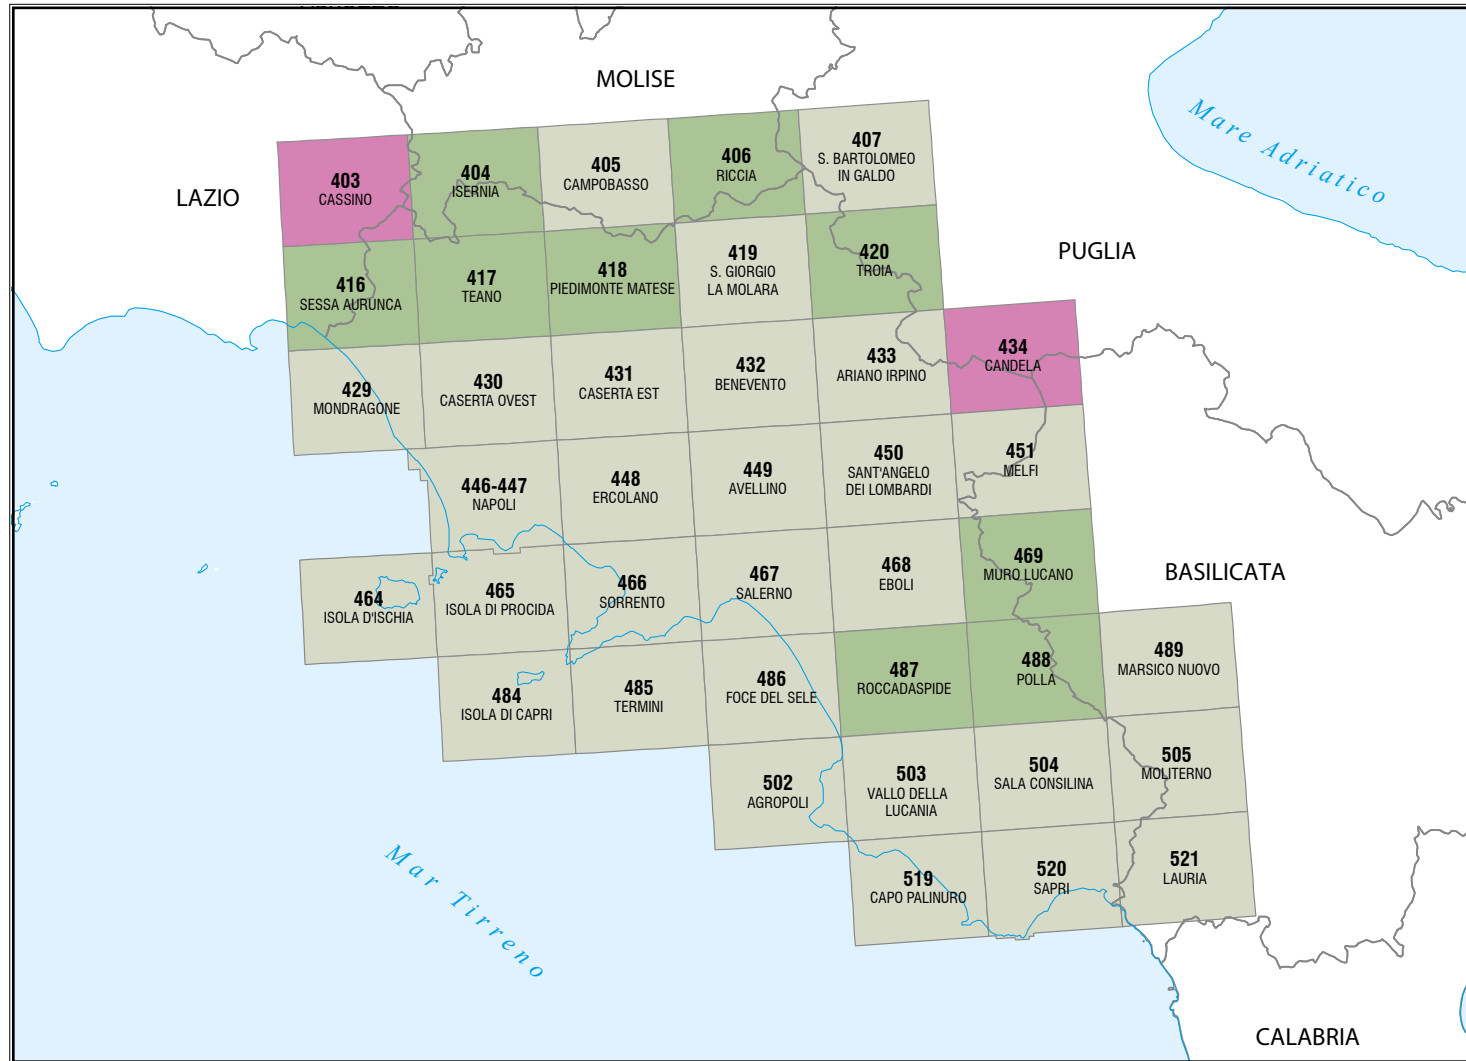 MOLISE
LAZIO
PUGLIA
BASILICATA
CALABRIA
Mare Adriatico
Mar Tirreno
403
CASSINO
404
ISERNIA
405
CAMPOBASSO
406
RICCIA
407
S. BARTOLOMEO
IN GALDO
416
SESSA AURUNCA
417
TEANO
418
PIEDIMONTE MATESE
419
S. GIORGIO
LA MOLARA
420
TROIA
429
MONDRAGONE
430
CASERTA OVEST
431
CASERTA EST
432
BENEVENTO
433
ARIANO IRPINO
434
CANDELA
446-447
NAPOLI
448
ERCOLANO
449
AVELLINO
450
SANT'ANGELO
DEI LOMBARDI
451
MELFI
464
ISOLA D'ISCHIA
465
ISOLA DI PROCIDA
466
SORRENTO
467
SALERNO
468
EBOLI
469
MURO LUCANO
484
ISOLA DI CAPRI
485
TERMINI
486
FOCE DEL SELE
487
ROCCADASPIDE
488
POLLA
489
MARSICO NUOVO
502
AGROPOLI
503
VALLO DELLA
LUCANIA
504
SALA CONSILINA
505
MOLITERNO
519
CAPO PALINURO
520
SAPRI
521
LAURIA